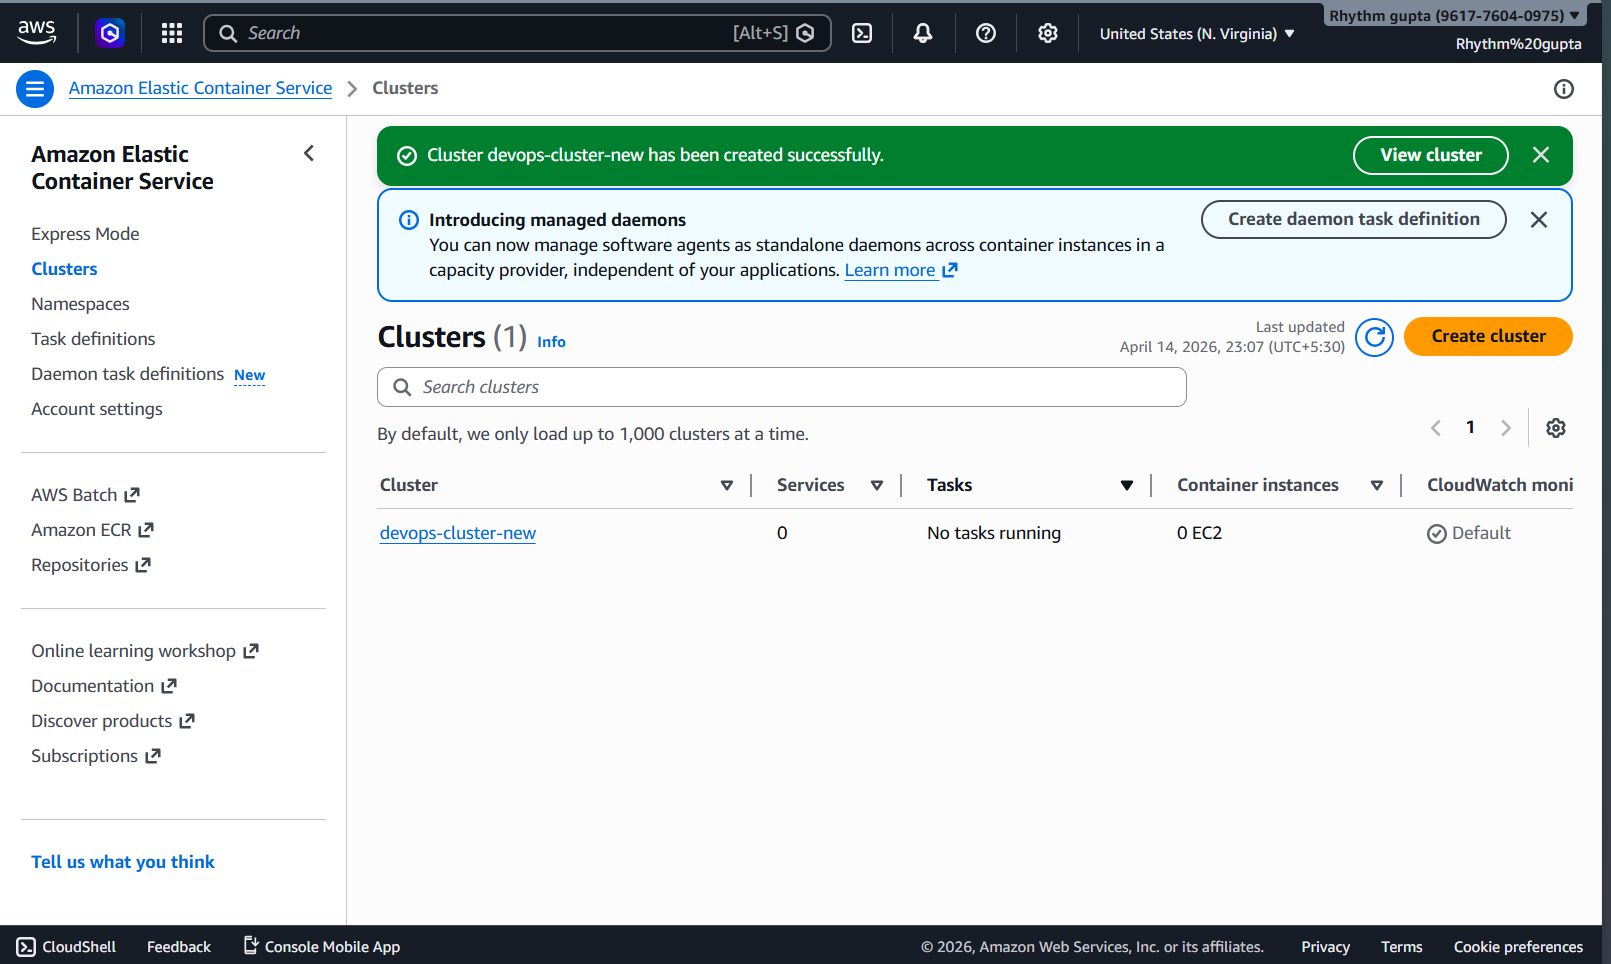 aws
Search [Alt+S]
United States (N. Virginia)
Rhythm gupta (9617-7604-0975)
Rhythm%20gupta
Amazon Elastic Container Service
Clusters
Amazon Elastic
Container Service
Express Mode
Clusters
Namespaces
Task definitions
Daemon task definitions New
Account settings
AWS Batch
Amazon ECR
Repositories
Online learning workshop
Documentation
Discover products
Subscriptions
Tell us what you think
Cluster devops-cluster-new has been created successfully.
View cluster
Introducing managed daemons
You can now manage software agents as standalone daemons across container instances in a
capacity provider, independent of your applications. Learn more
Create daemon task definition
Clusters (1) Info
Last updated
April 14, 2026, 23:07 (UTC+5:30)
Create cluster
Search clusters
By default, we only load up to 1,000 clusters at a time.
1
Cluster Services Tasks Container instances CloudWatch moni
devops-cluster-new 0 No tasks running 0 EC2 Default
CloudShell Feedback Console Mobile App © 2026, Amazon Web Services, Inc. or its affiliates. Privacy Terms Cookie preferences